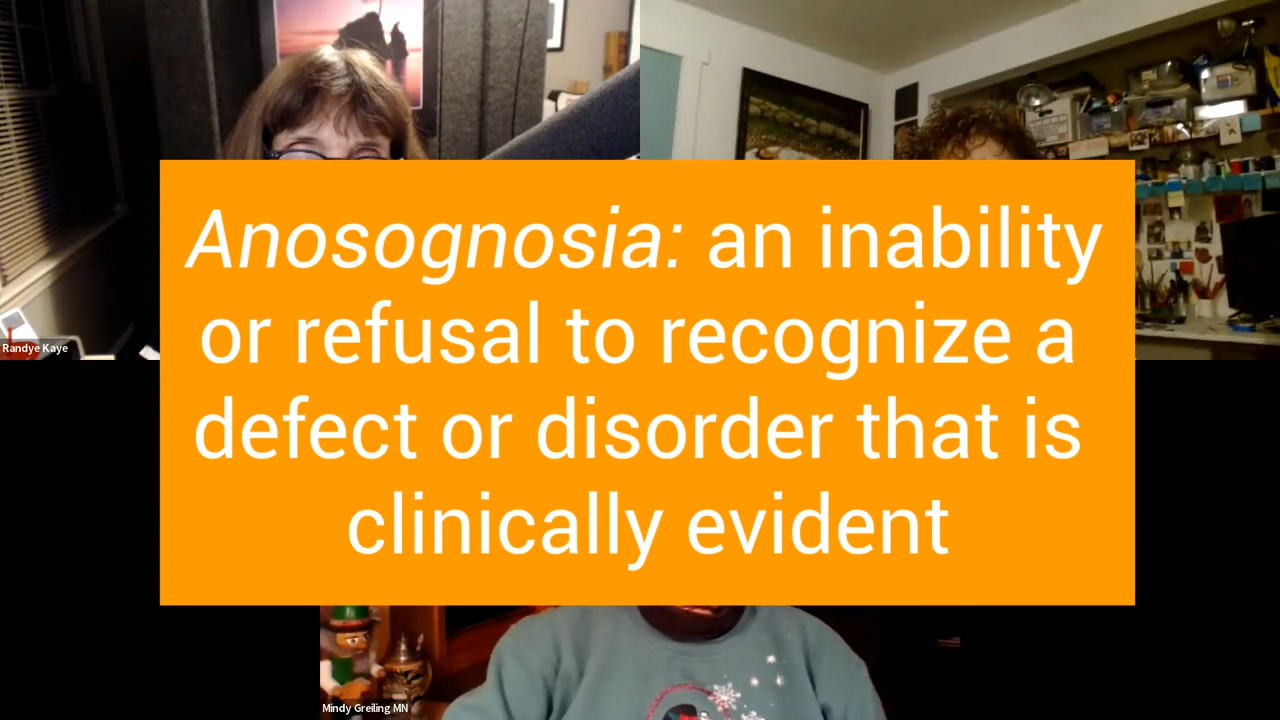 Anosognosia: an inability
or refusal to recognize a
defect or disorder that is
clinically evident
Randye Kaye
Mindy Greiling MN